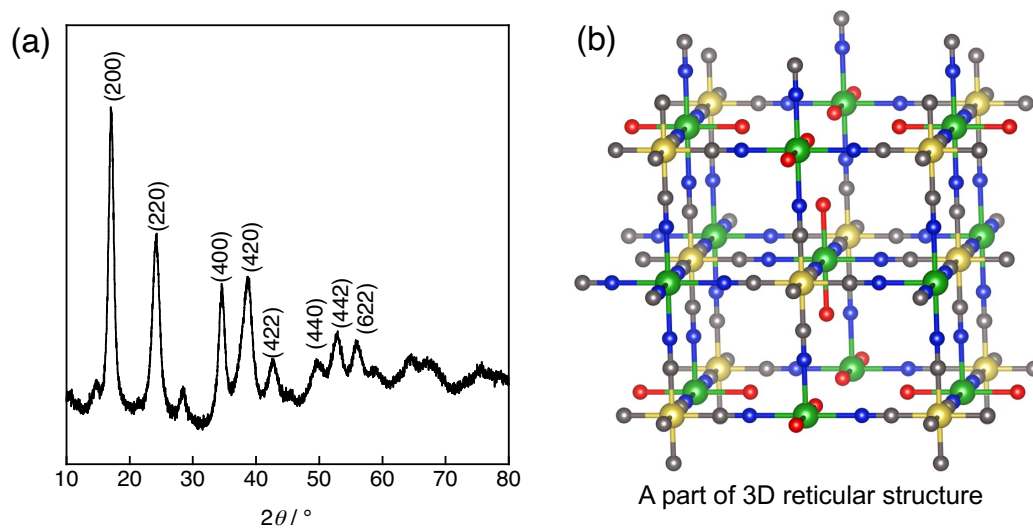 (a)
(200)
(220)
(400)
(420)
(422)
(440)
(442)
(622)
10 20 30 40 50 60 70 80
2θ / °
(b)
A part of 3D reticular structure